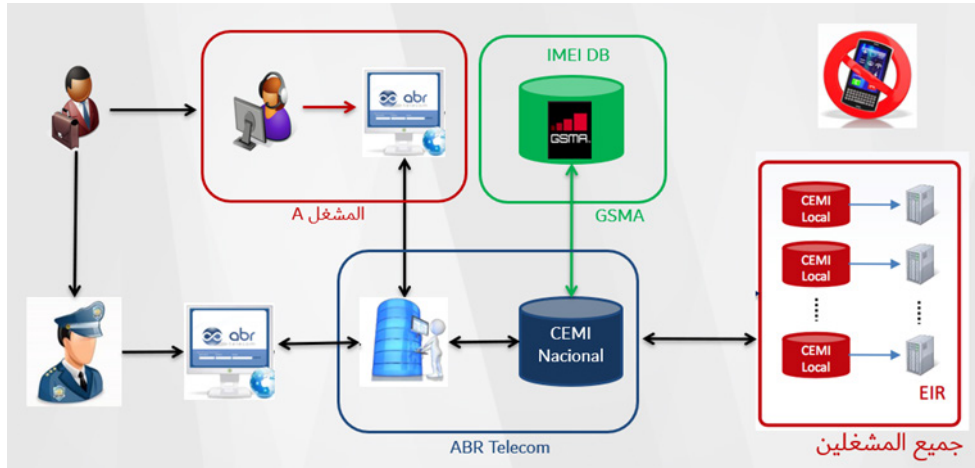 abr
المشغل A
IMEI DB
GSMA
GSMA
CEMI
Local
CEMI
Local
CEMI
Local
EIR
جميع المشغلين
abr
CEMI
Nacional
ABR Telecom